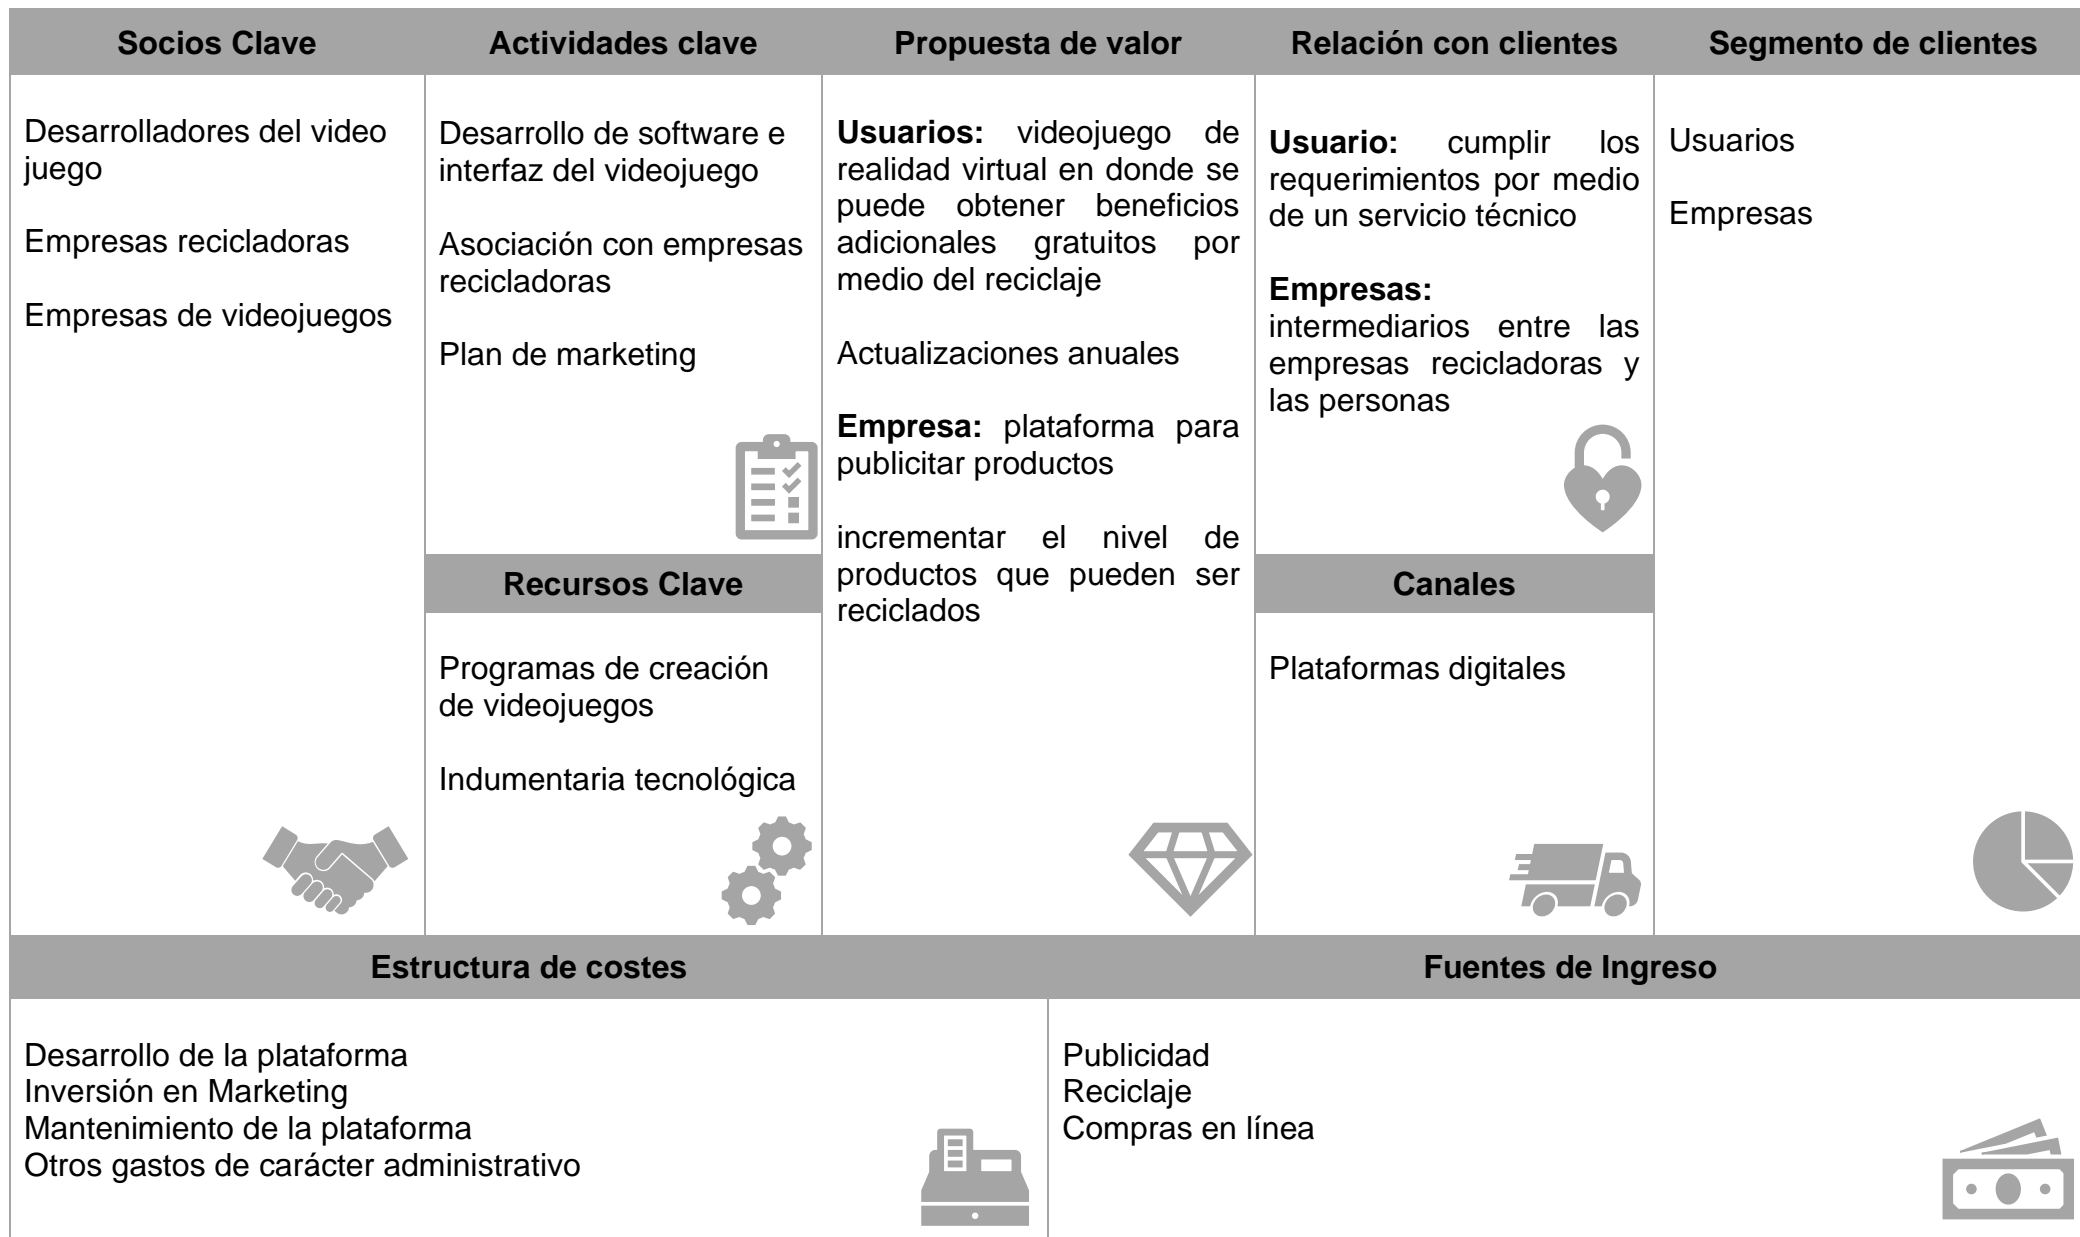 Socios Clave
Desarrolladores del video
juego
Empresas recicladoras
Empresas de videojuegos
Actividades clave
Desarrollo de software e
interfaz del videojuego
Asociación con empresas
recicladoras
Plan de marketing
Recursos Clave
Programas de creación
de videojuegos
Indumentaria tecnológica
Propuesta de valor
Usuarios: videojuego de
realidad virtual en donde se
puede obtener beneficios
adicionales gratuitos por
medio del reciclaje
Actualizaciones anuales
Empresa: plataforma para
publicitar productos
incrementar el nivel de
productos que pueden ser
reciclados
Relación con clientes
Usuario: cumplir los
requerimientos por medio
de un servicio técnico
Empresas:
intermediarios entre las
empresas recicladoras y
las personas
Canales
Plataformas digitales
Segmento de clientes
Usuarios
Empresas
Estructura de costes
Desarrollo de la plataforma
Inversión en Marketing
Mantenimiento de la plataforma
Otros gastos de carácter administrativo
Fuentes de Ingreso
Publicidad
Reciclaje
Compras en línea